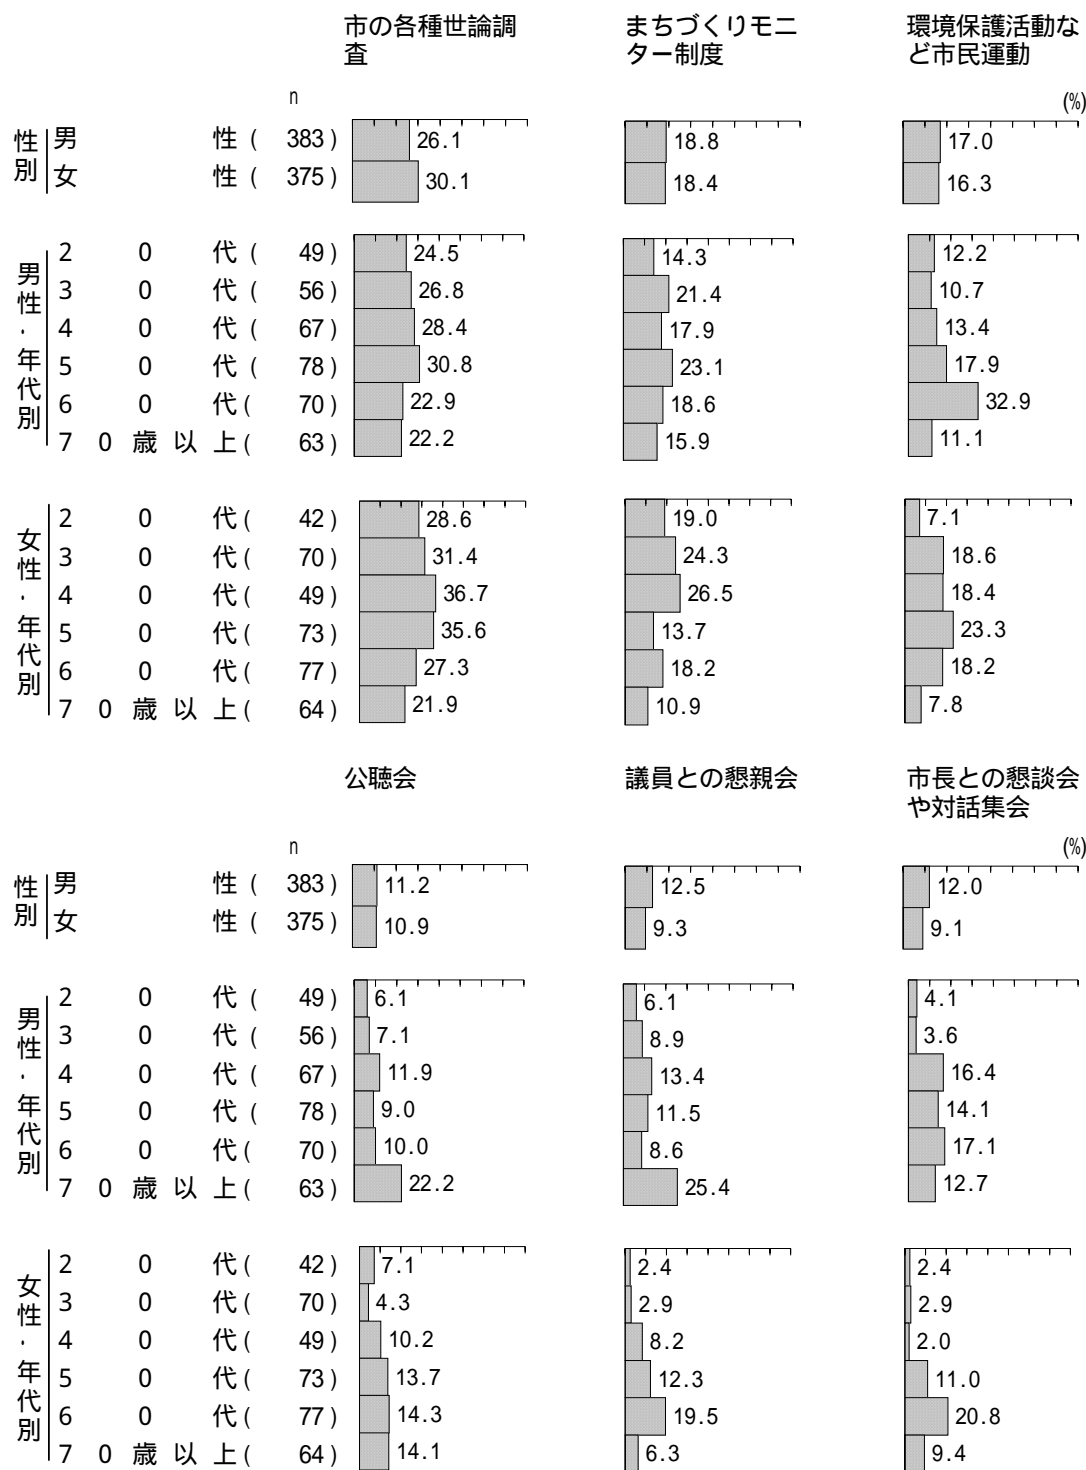 市の各種世論調査 まちづくりモニター制度 環境保護活動など市民運動
n (%)
性別
男性 ( 383) 26.1 18.8 17.0
女性 ( 375) 30.1 18.4 16.3
男性・年代別
20代 ( 49) 24.5 14.3 12.2
30代 ( 56) 26.8 21.4 10.7
40代 ( 67) 28.4 17.9 13.4
50代 ( 78) 30.8 23.1 17.9
60代 ( 70) 22.9 18.6 32.9
70歳以上 ( 63) 22.2 15.9 11.1
女性・年代別
20代 ( 42) 28.6 19.0 7.1
30代 ( 70) 31.4 24.3 18.6
40代 ( 49) 36.7 26.5 18.4
50代 ( 73) 35.6 13.7 23.3
60代 ( 77) 27.3 18.2 18.2
70歳以上 ( 64) 21.9 10.9 7.8
公聴会 議員との懇親会 市長との懇談会や対話集会
n (%)
性別
男性 ( 383) 11.2 12.5 12.0
女性 ( 375) 10.9 9.3 9.1
男性・年代別
20代 ( 49) 6.1 6.1 4.1
30代 ( 56) 7.1 8.9 3.6
40代 ( 67) 11.9 13.4 16.4
50代 ( 78) 9.0 11.5 14.1
60代 ( 70) 10.0 8.6 17.1
70歳以上 ( 63) 22.2 25.4 12.7
女性・年代別
20代 ( 42) 7.1 2.4 2.4
30代 ( 70) 4.3 2.9 2.9
40代 ( 49) 10.2 8.2 2.0
50代 ( 73) 13.7 12.3 11.0
60代 ( 77) 14.3 19.5 20.8
70歳以上 ( 64) 14.1 6.3 9.4